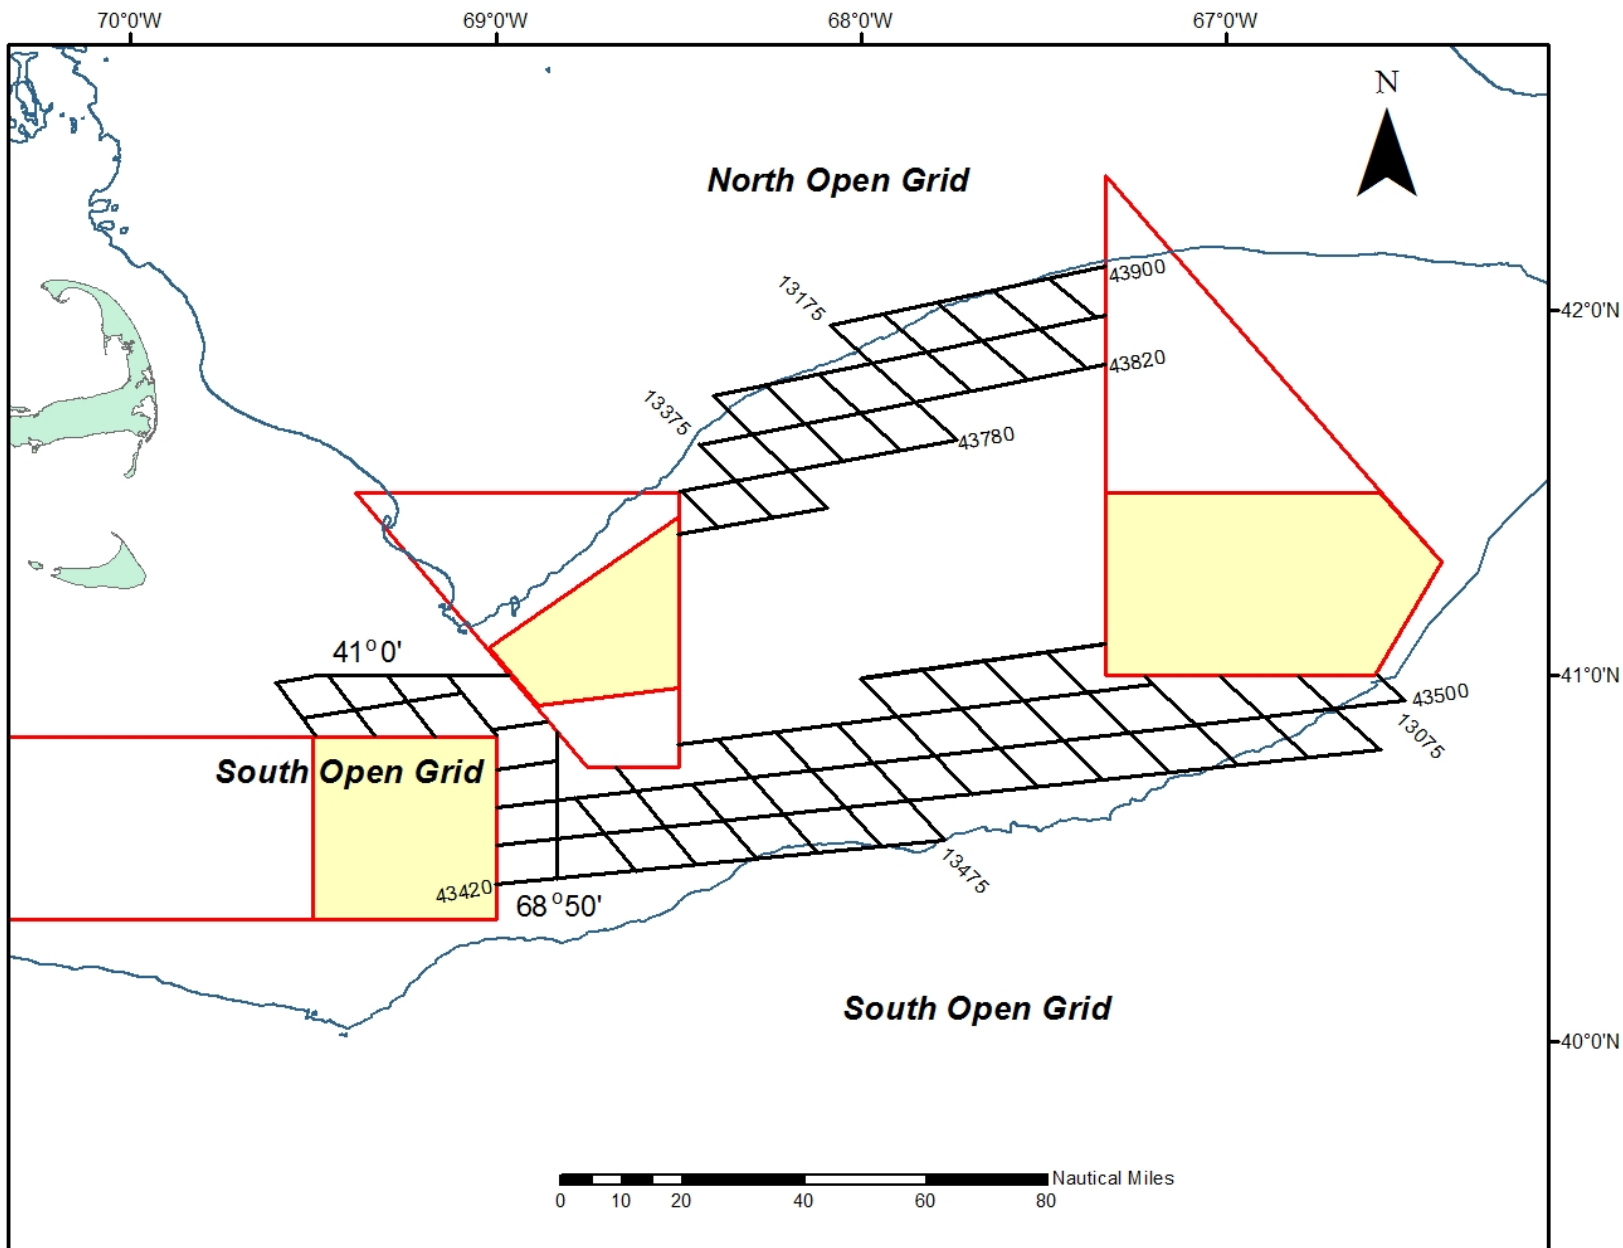 70°0'W 69°0'W 68°0'W 67°0'W
N
North Open Grid
43900
13175
42°0'N
43820
13375
43780
41°0'
41°0'N
43500
13075
South Open Grid
13475
43420
68°50'
South Open Grid
40°0'N
Nautical Miles
0 10 20 40 60 80